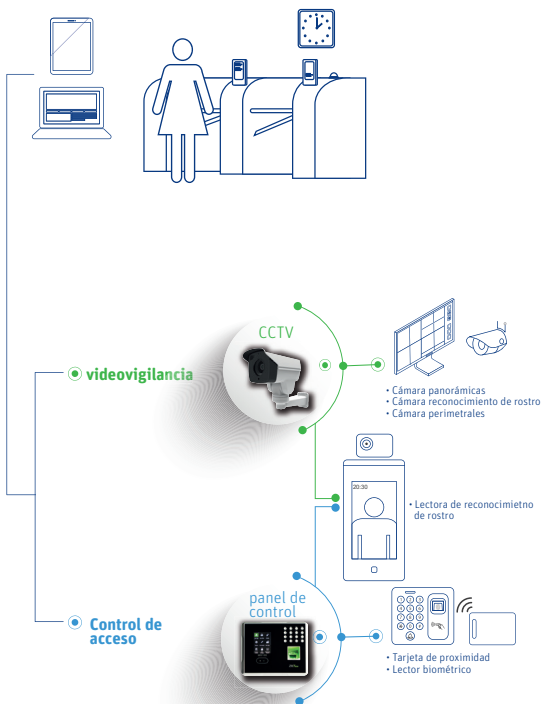 CCTV
videovigilancia
• Cámara panorámicas
• Cámara reconocimiento de rostro
• Cámara perimetrales
20:30
• Lectora de reconocimietno
de rostro
panel de
control
Control de
acceso
• Tarjeta de proximidad
• Lector biométrico